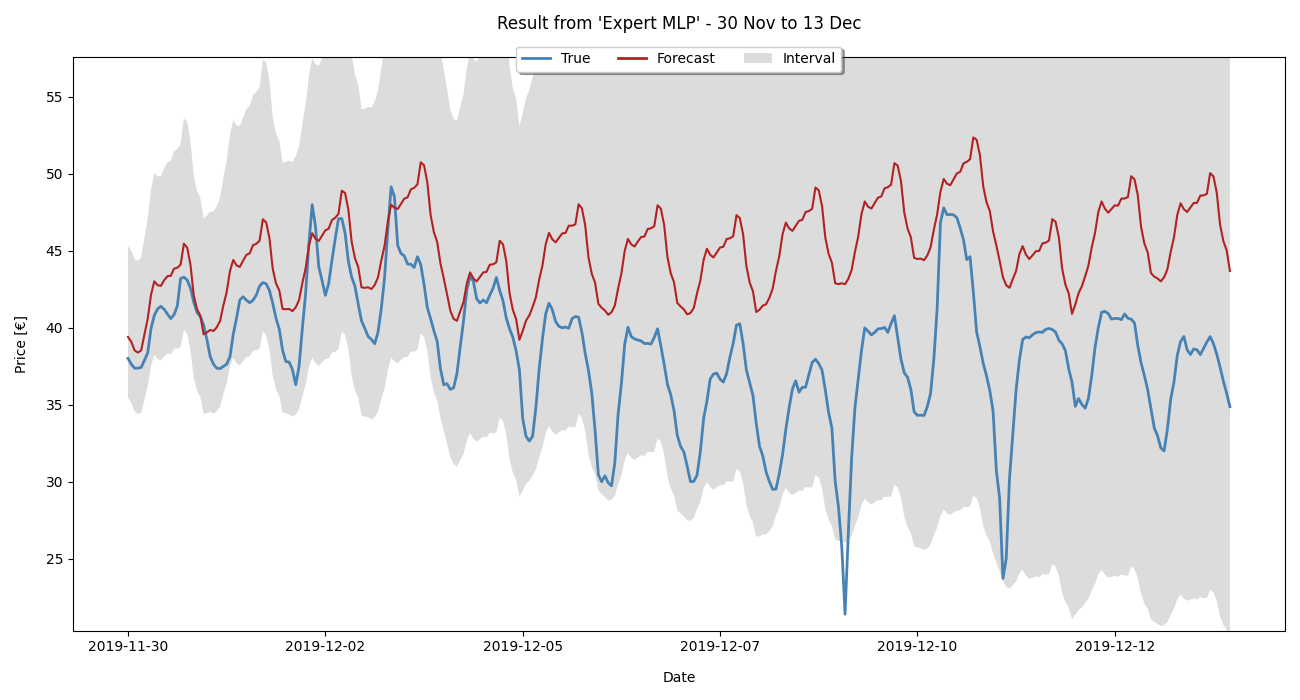 Result from 'Expert MLP' - 30 Nov to 13 Dec
True Forecast Interval
55
50
45
40
35
30
25
Price [€]
2019-11-30 2019-12-02 2019-12-05 2019-12-07 2019-12-10 2019-12-12
Date